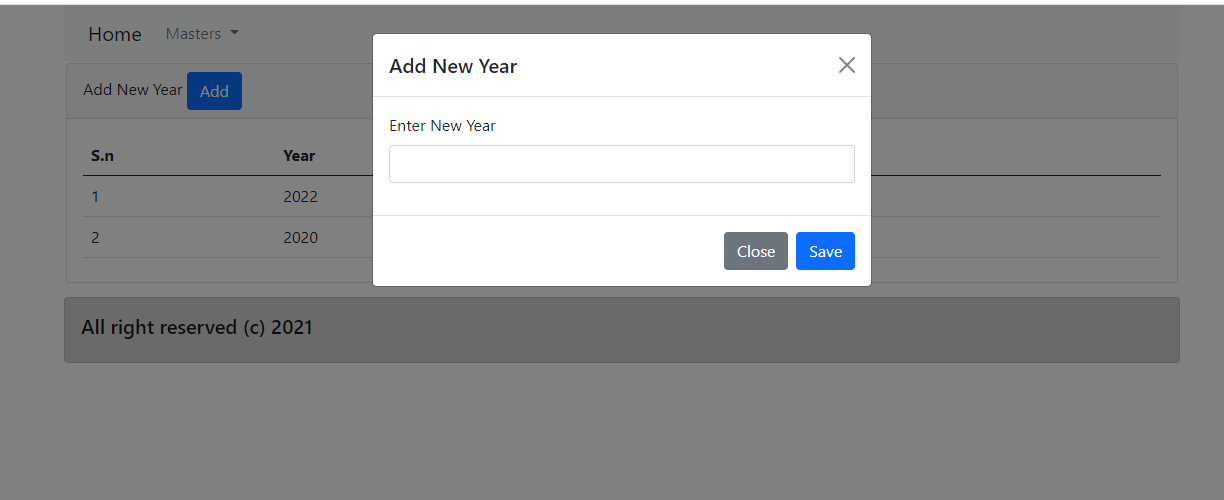 Home Masters
Add New Year
Add New Year Add
Enter New Year
S.n Year
1 2022
2 2020
Close Save
All right reserved (c) 2021